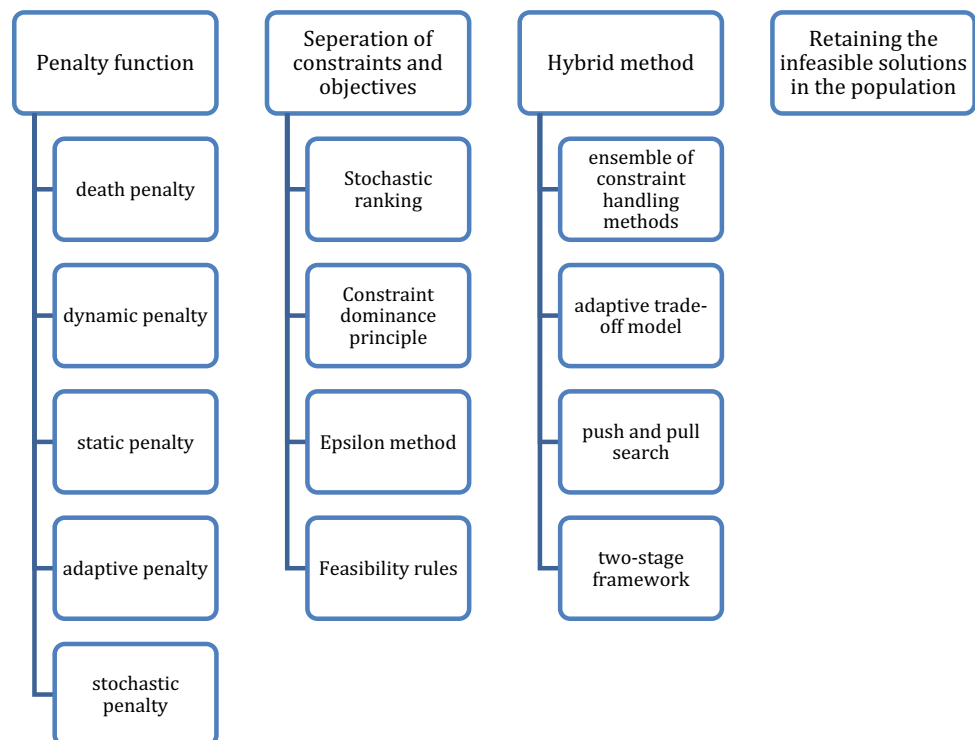 Penalty function
death penalty
dynamic penalty
static penalty
adaptive penalty
stochastic
penalty
Seperation of
constraints and
objectives
Stochastic
ranking
Constraint
dominance
principle
Epsilon method
Feasibility rules
Hybrid method
ensemble of
constraint
handling
methods
adaptive trade-
off model
push and pull
search
two-stage
framework
Retaining the
infeasible solutions
in the population